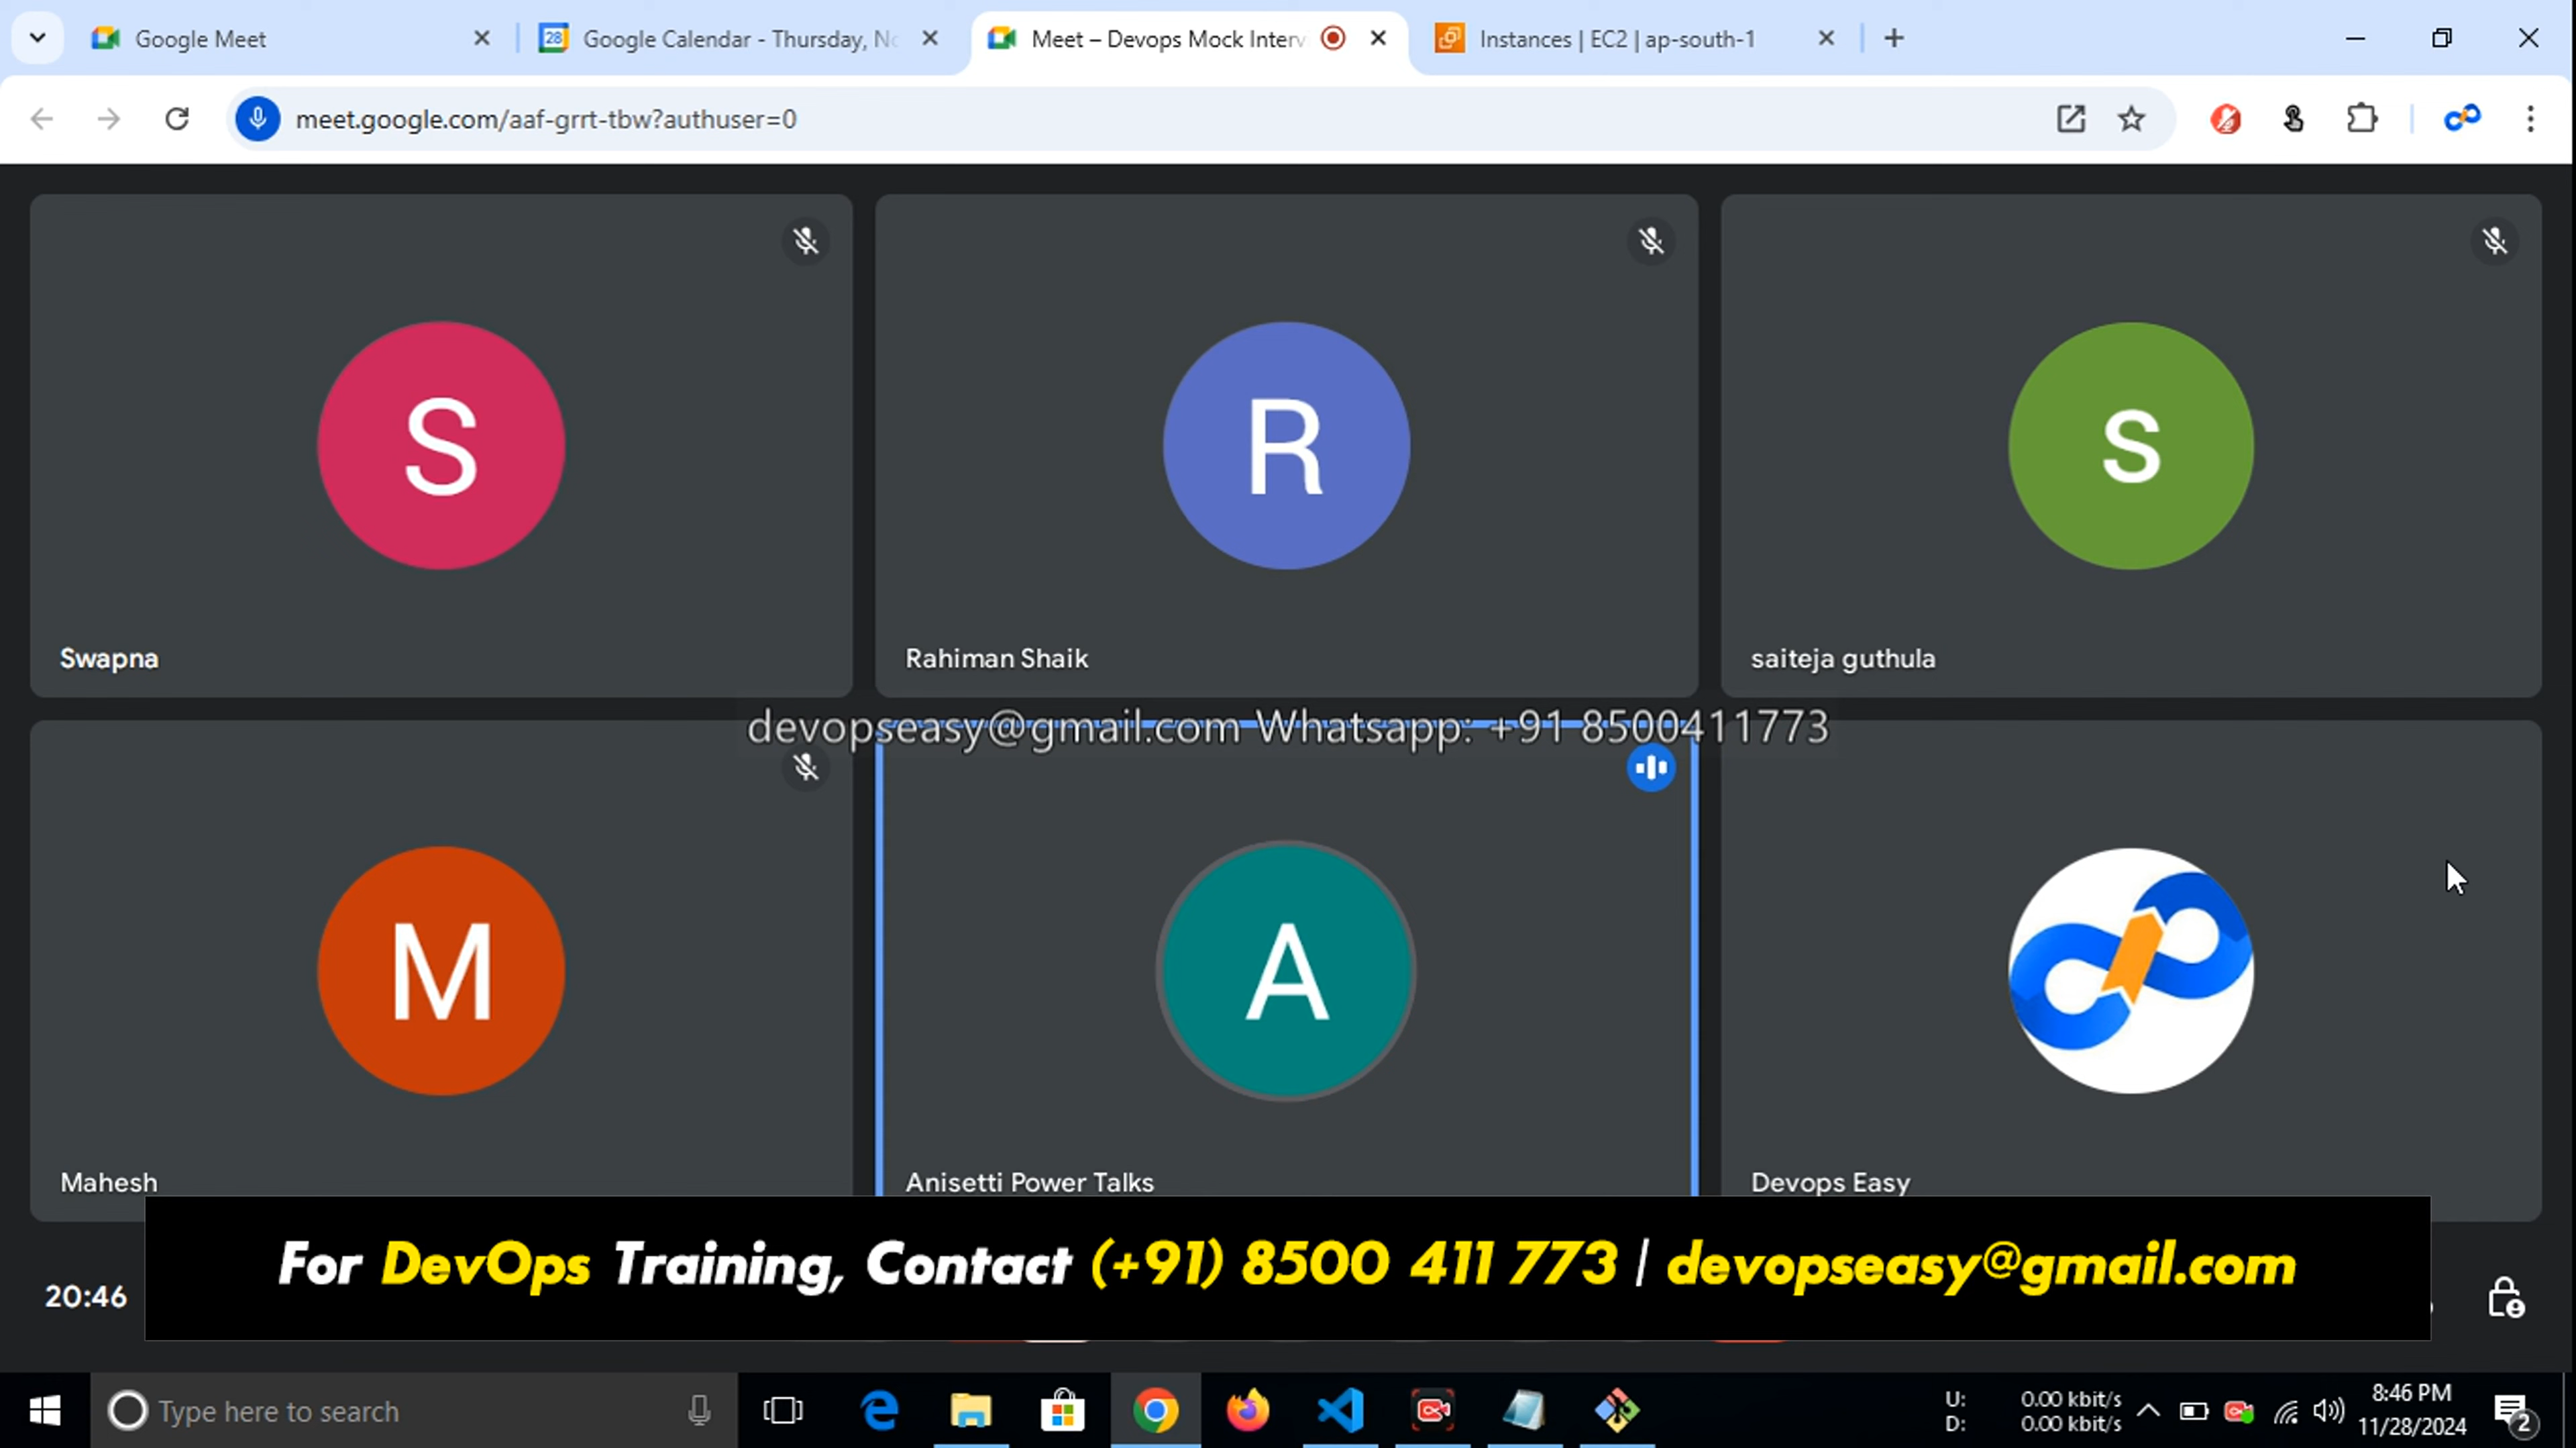 Google Meet
Google Calendar - Thursday, No
Meet – Devops Mock Interv
Instances | EC2 | ap-south-1
28
meet.google.com/aaf-grrt-tbw?authuser=0
S
R
s
Swapna
Rahiman Shaik
saiteja guthula
devopseasy@gmail.com Whatsapp: +91 8500411773
M
A
Mahesh
Anisetti Power Talks
Devops Easy
For DevOps Training, Contact (+91) 8500 411 773 | devopseasy@gmail.com
20:46
Type here to search
U: 0.00 kbit/s
D: 0.00 kbit/s
8:46 PM
11/28/2024
2